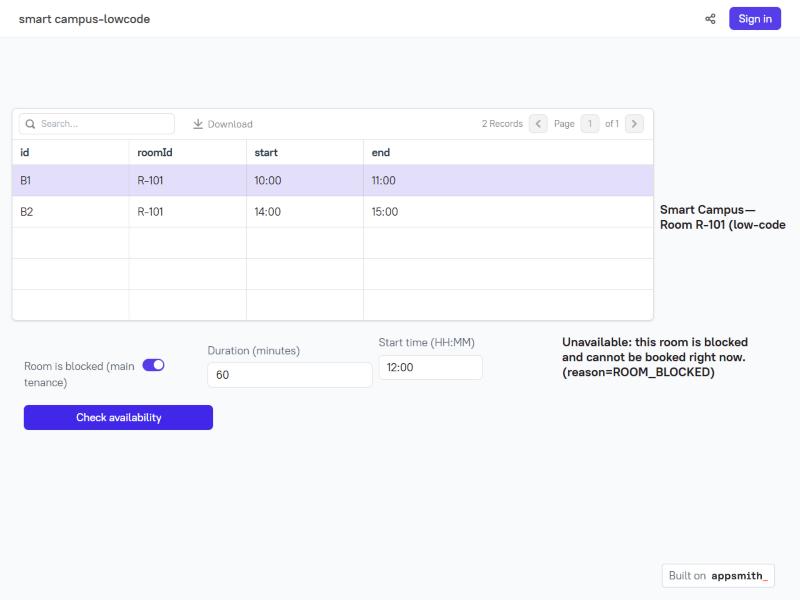 smart campus-lowcode
Sign in
Search...
Download
2 Records
Page
1
of 1
id roomId start end
B1 R-101 10:00 11:00
B2 R-101 14:00 15:00
Smart Campus—
Room R-101 (low-code
Room is blocked (main
tenance)
Duration (minutes)
60
Start time (HH:MM)
12:00
Unavailable: this room is blocked
and cannot be booked right now.
(reason=ROOM_BLOCKED)
Check availability
Built on appsmith_